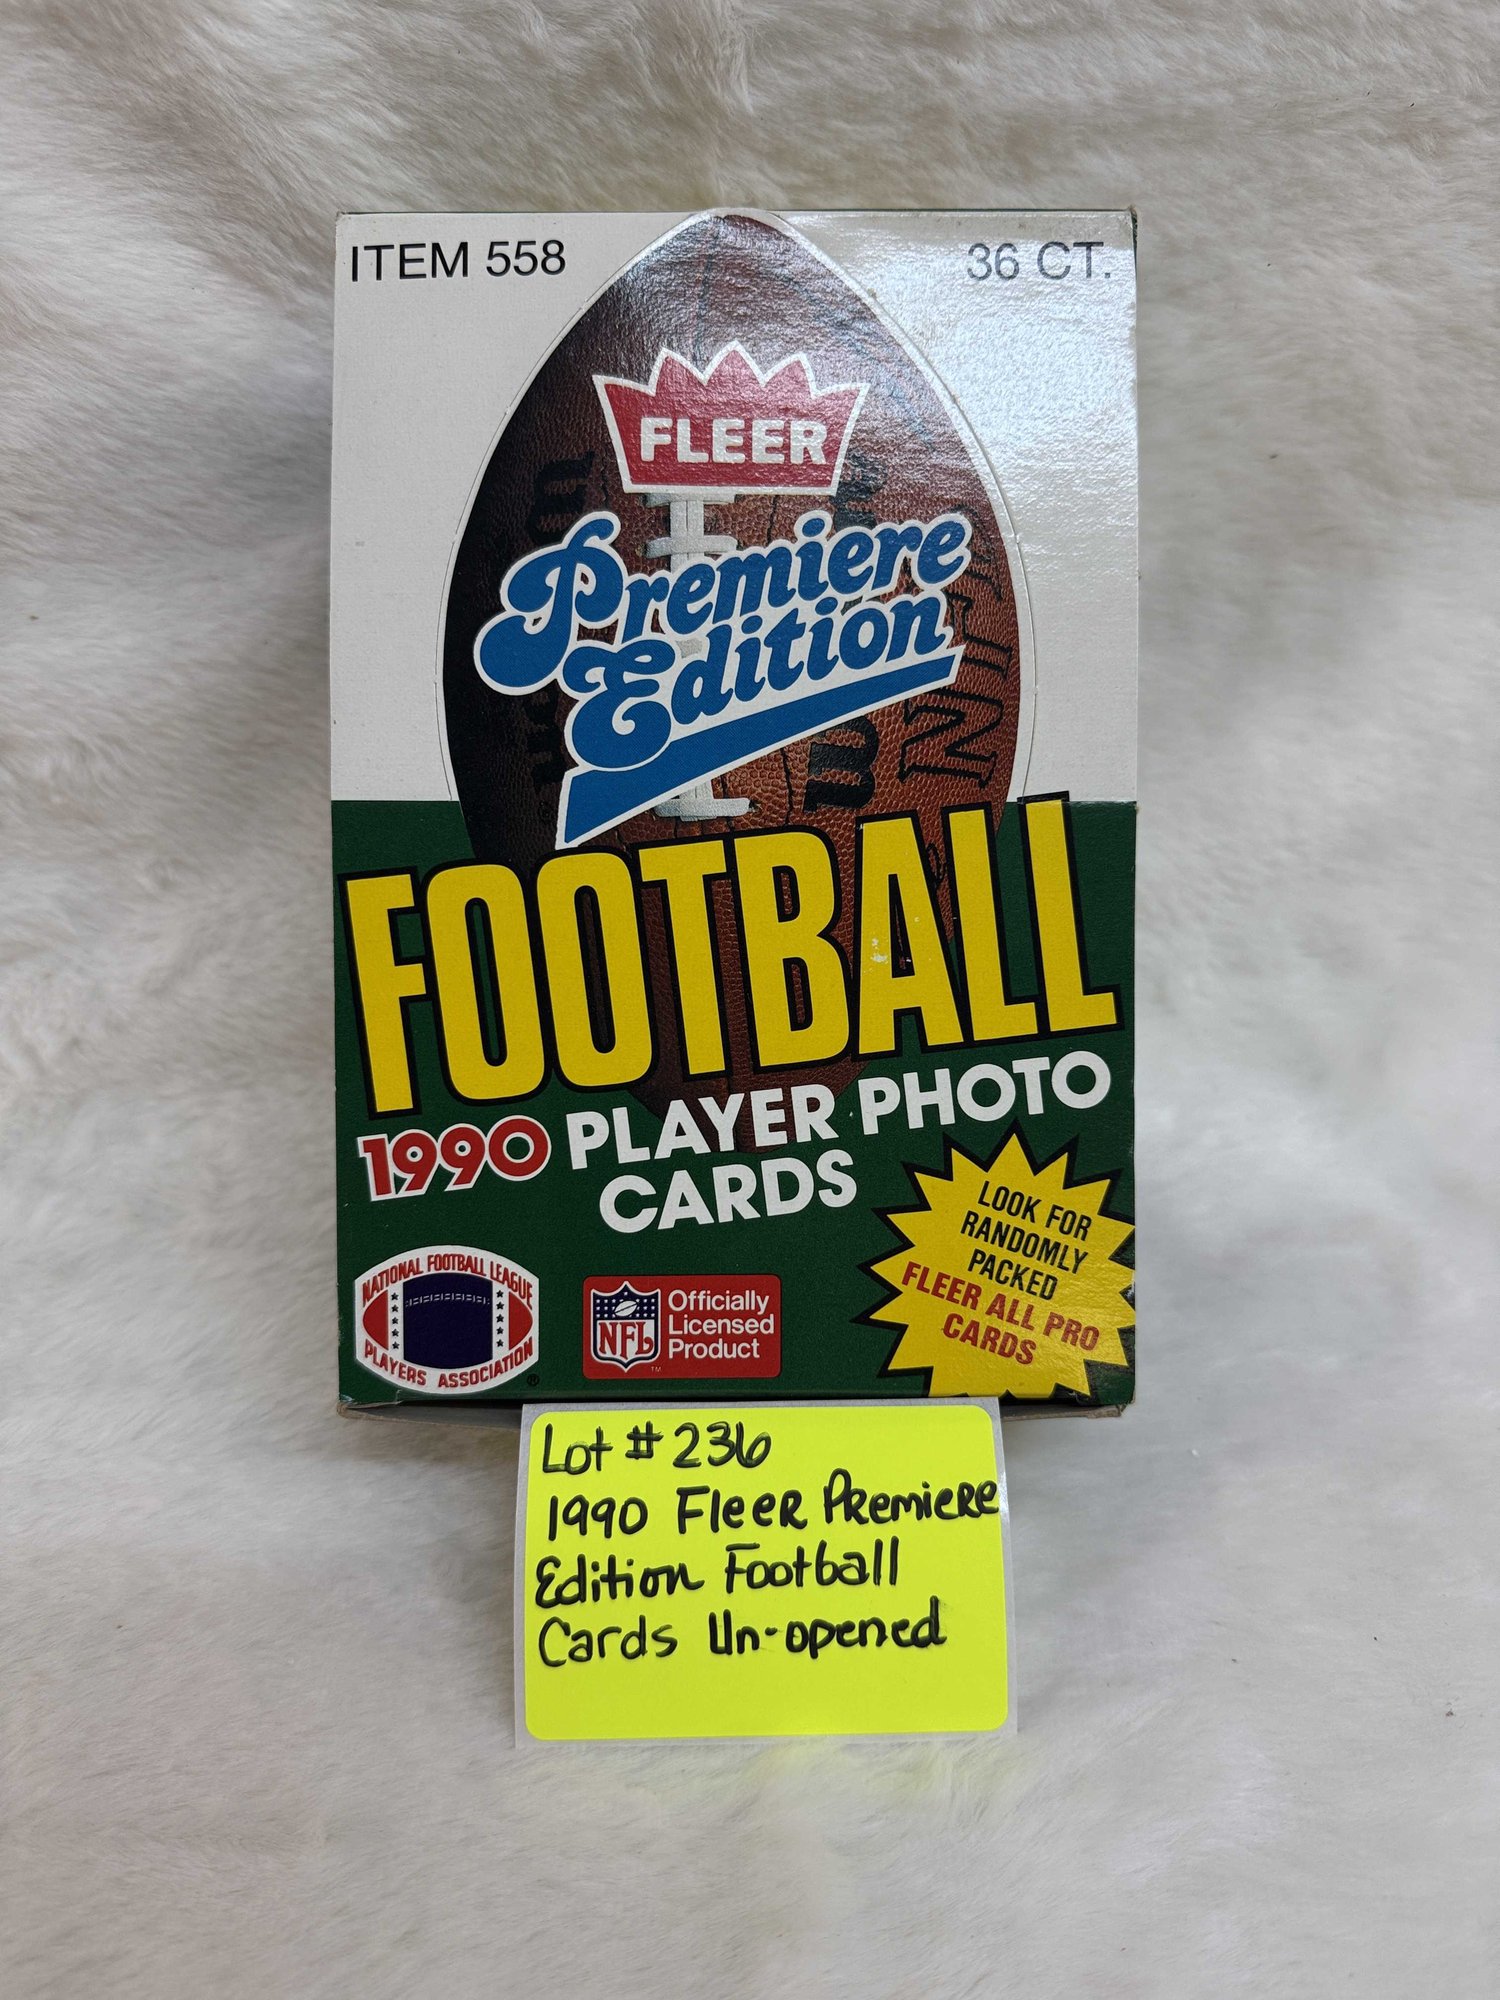 ITEM 558
36 CT.
FLEER
Premiere
Edition
FOOTBALL
1990 PLAYER PHOTO
CARDS
LOOK FOR
RANDOMLY
PACKED
FLEER ALL PRO
CARDS
NATIONAL FOOTBALL LEAGUE
PLAYERS ASSOCIATION
®
NFL
TM
Officially
Licensed
Product
Lot # 236
1990 FleeR PRemieRe
Edition Football
Cards Un-opened